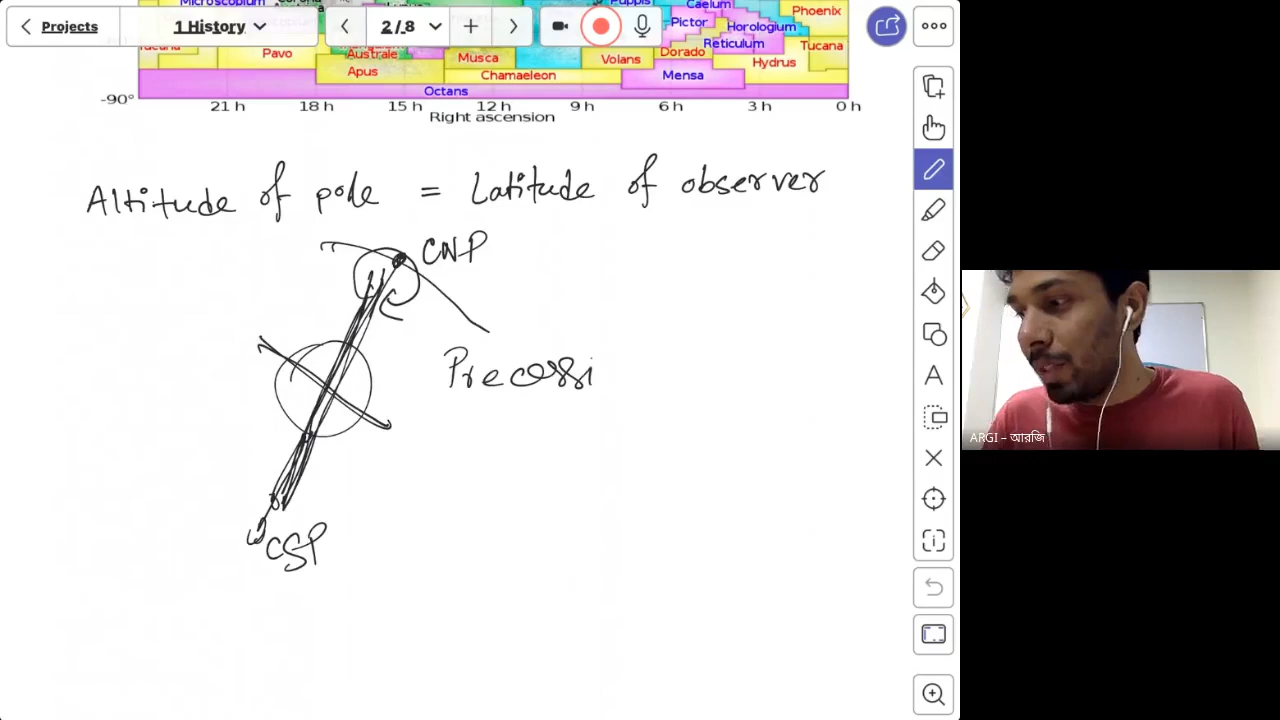 Microscopium
Puppis
Caelum
Phoenix
Projects
1 History
2 / 8
Pictor
Horologium
Reticulum
Tucana
Pavo
Australe
Musca
Volans
Dorado
Hydrus
Apus
Chamaeleon
Mensa
-90°
Octans
21 h 18 h 15 h 12 h 9 h 6 h 3 h 0 h
Right ascension
Altitude of pole = Latitude of observer
CNP
Precessi
CSP
ARGI – আরজি